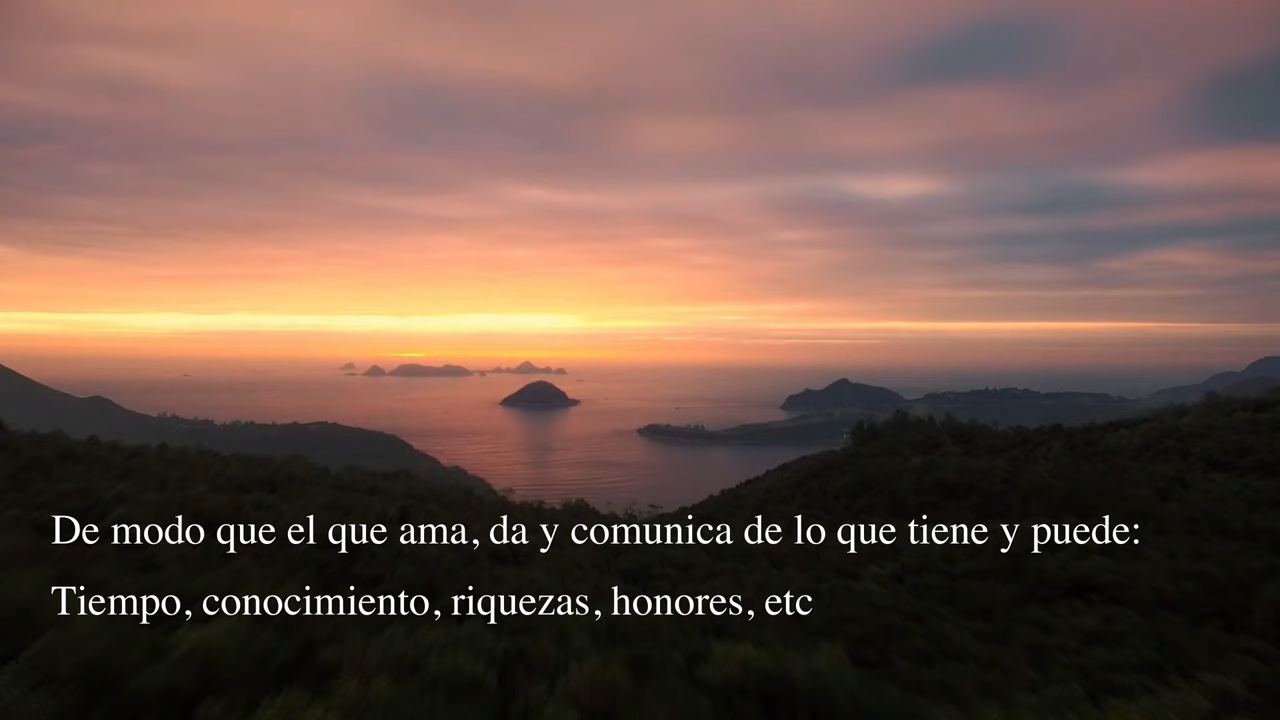 De modo que el que ama, da y comunica de lo que tiene y puede:
Tiempo, conocimiento, riquezas, honores, etc